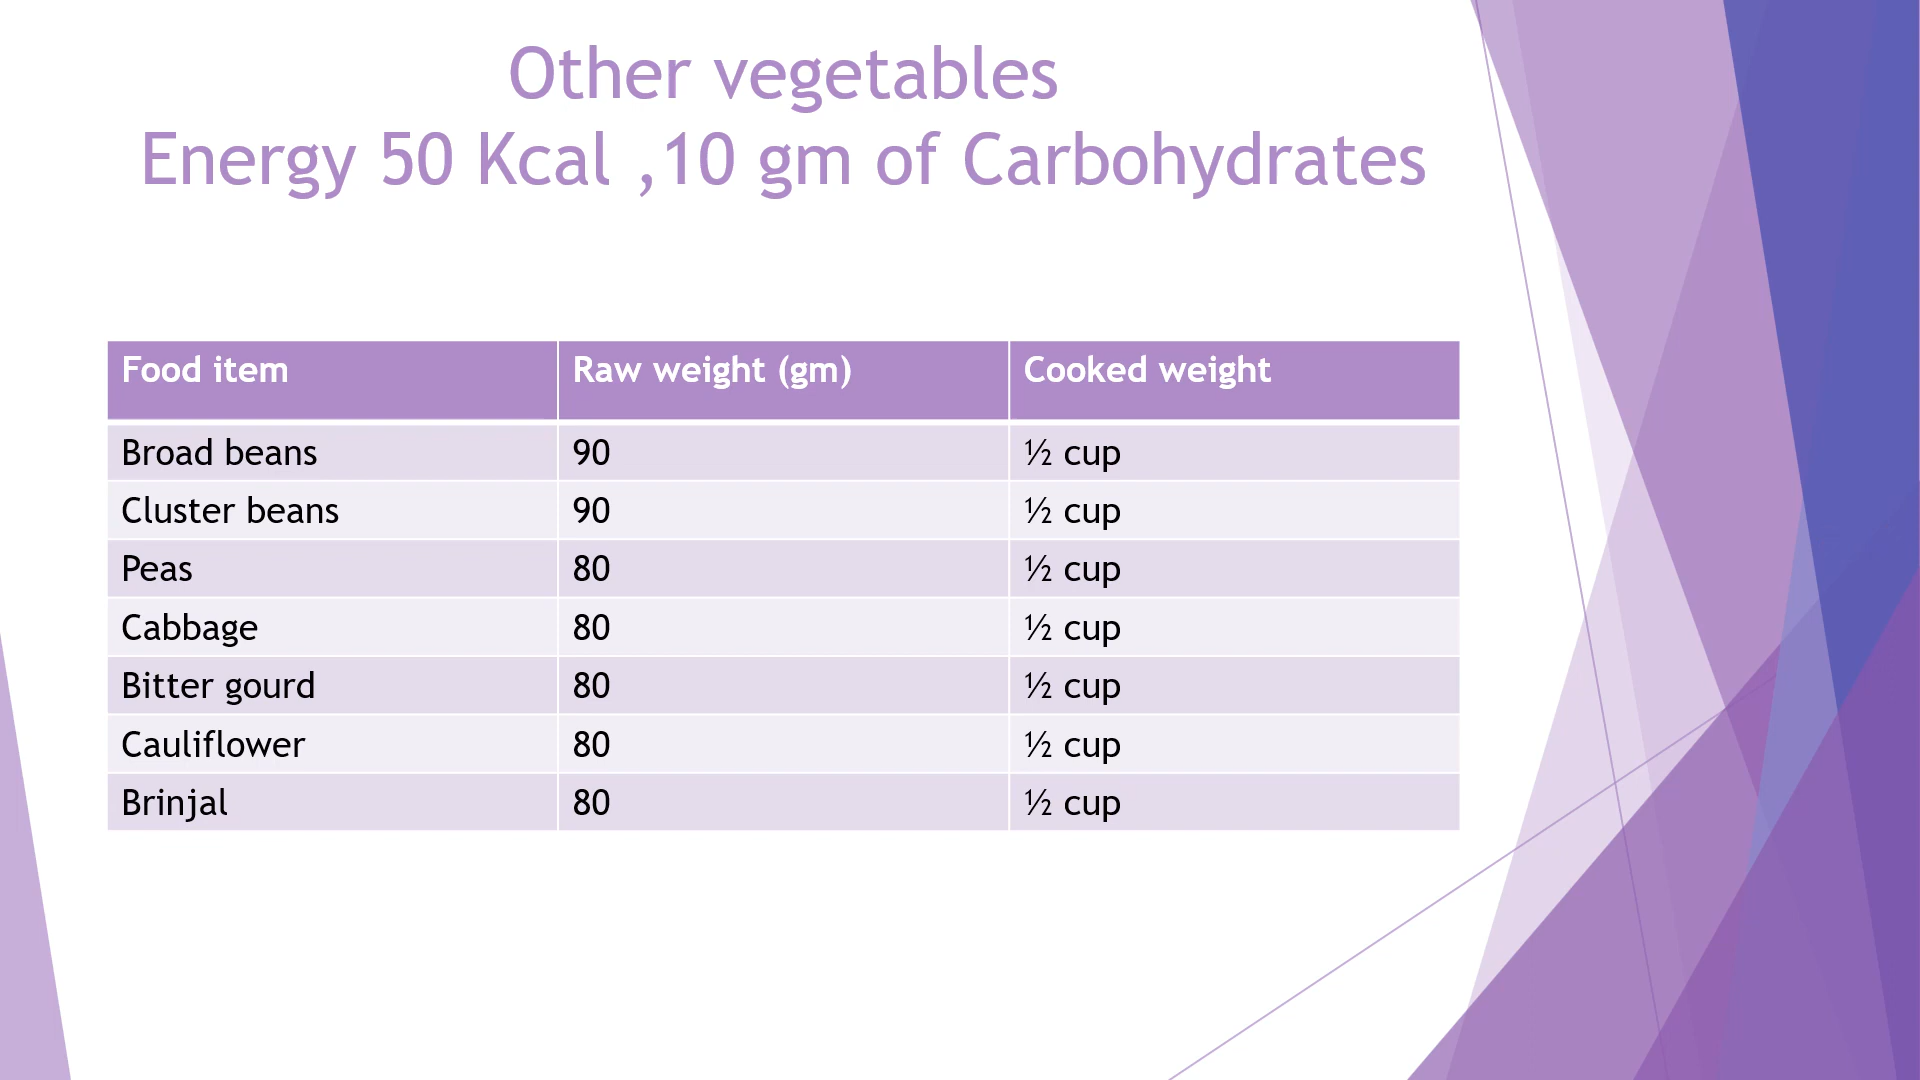 Other vegetables
Energy 50 Kcal ,10 gm of Carbohydrates
Food item Raw weight (gm) Cooked weight
Broad beans 90 ½ cup
Cluster beans 90 ½ cup
Peas 80 ½ cup
Cabbage 80 ½ cup
Bitter gourd 80 ½ cup
Cauliflower 80 ½ cup
Brinjal 80 ½ cup